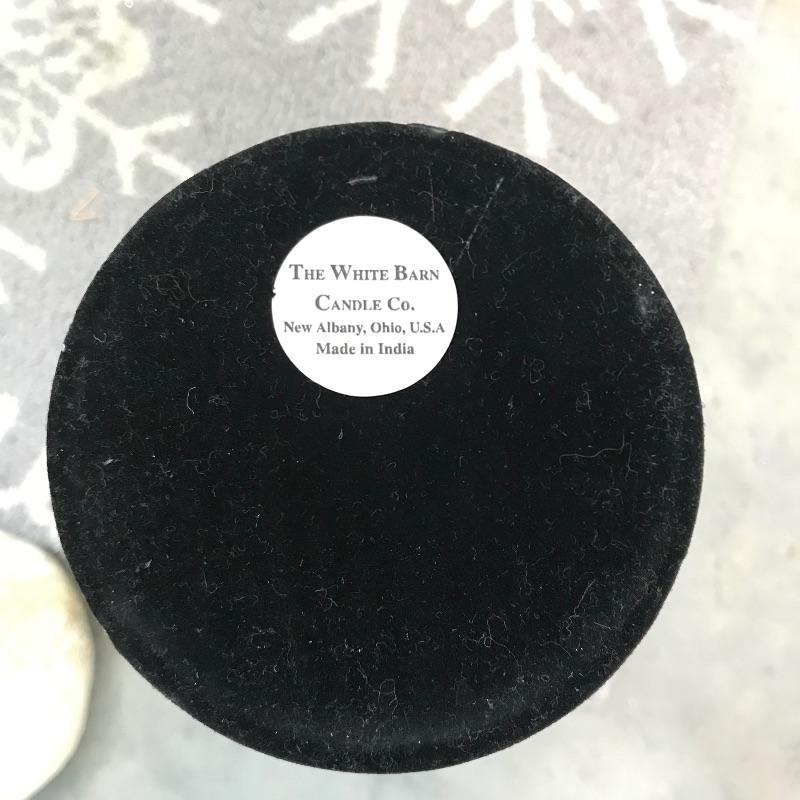 THE WHITE BARN
CANDLE CO.
New Albany, Ohio, U.S.A
Made in India